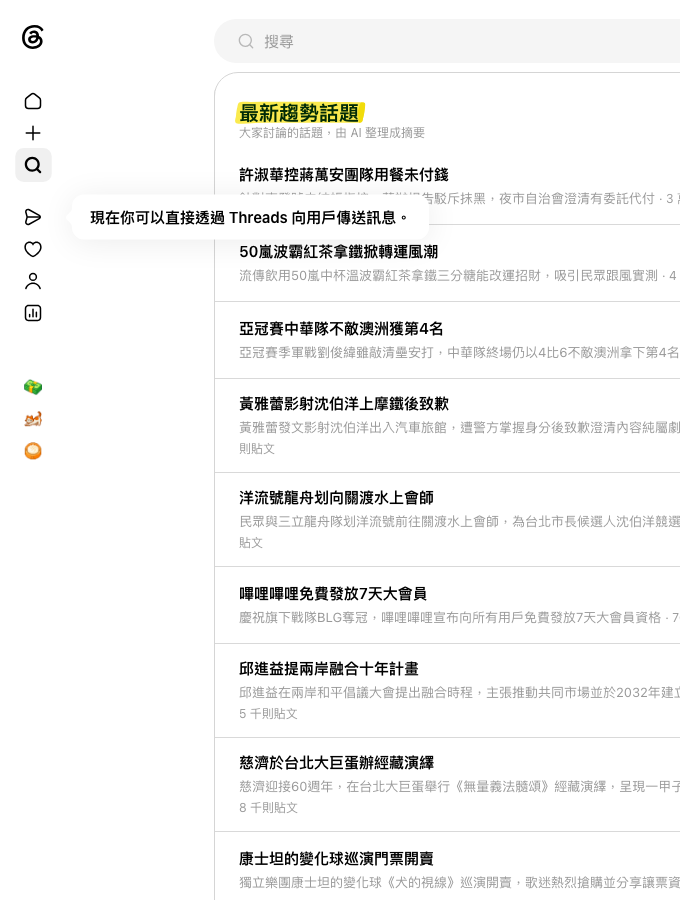 搜尋
最新趨勢話題
大家討論的話題，由 AI 整理成摘要
許淑華控蔣萬安團隊用餐未付錢
告駁斥抹黑，夜市自治會澄清有委託代付 · 3
現在你可以直接透過 Threads 向用戶傳送訊息。
50嵐波霸紅茶拿鐵掀轉運風潮
流傳飲用50嵐中杯溫波霸紅茶拿鐵三分糖能改運招財，吸引民眾跟風實測 · 4
亞冠賽中華隊不敵澳洲獲第4名
亞冠賽季軍戰劉俊緯雖敲清壘安打，中華隊終場仍以4比6不敵澳洲拿下第4名
黃雅蕾影射沈伯洋上摩鐵後致歉
黃雅蕾發文影射沈伯洋出入汽車旅館，遭警方掌握身分後致歉澄清內容純屬劇
則貼文
洋流號龍舟划向關渡水上會師
民眾與三立龍舟隊划洋流號前往關渡水上會師，為台北市長候選人沈伯洋競選
貼文
嗶哩嗶哩免費發放7天大會員
慶祝旗下戰隊BLG奪冠，嗶哩嗶哩宣布向所有用戶免費發放7天大會員資格 · 7
邱進益提兩岸融合十年計畫
邱進益在兩岸和平倡議大會提出融合時程，主張推動共同市場並於2032年建立
5 千則貼文
慈濟於台北大巨蛋辦經藏演繹
慈濟迎接60週年，在台北大巨蛋舉行《無量義法髓頌》經藏演繹，呈現一甲子
8 千則貼文
康士坦的變化球巡演門票開賣
獨立樂團康士坦的變化球《犬的視線》巡演開賣，歌迷熱烈搶購並分享讓票資